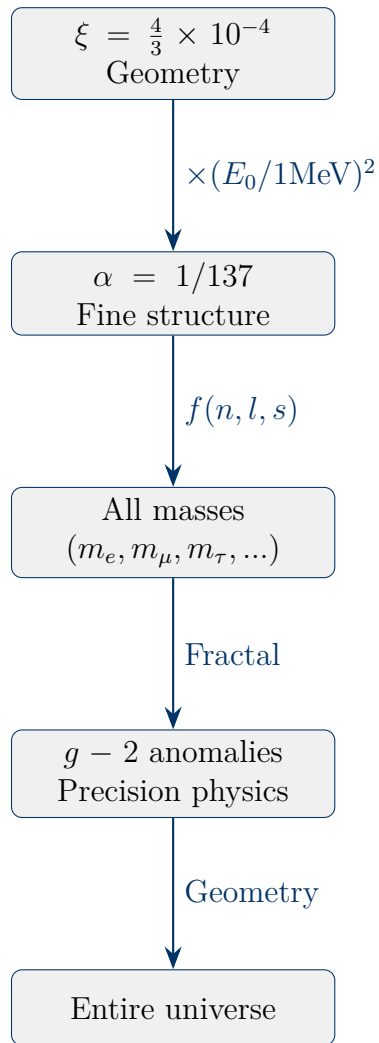 ξ = 4/3 × 10⁻⁴
Geometry
×(E₀/1MeV)²
α = 1/137
Fine structure
f(n, l, s)
All masses
(mₑ, m_μ, m_τ, ...)
Fractal
g − 2 anomalies
Precision physics
Geometry
Entire universe